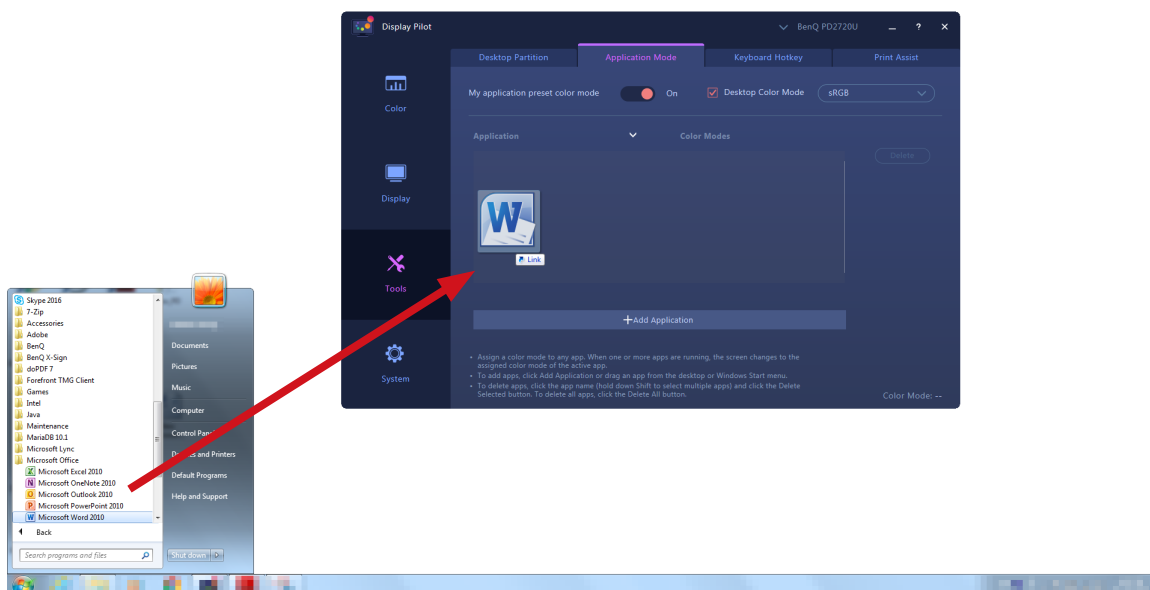 Display Pilot
BenQ PD2720U
?
Desktop Partition
Application Mode
Keyboard Hotkey
Print Assist
Color
Display
Tools
System
My application preset color mode
On
Desktop Color Mode
sRGB
Application
Color Modes
Delete
W
Link
+Add Application
• Assign a color mode to any app. When one or more apps are running, the screen changes to the
assigned color mode of the active app.
• To add apps, click Add Application or drag an app from the desktop or Windows Start menu.
• To delete apps, click the app name (hold down Shift to select multiple apps) and click the Delete
Selected button. To delete all apps, click the Delete All button.
Color Mode: --
Skype 2016
7-Zip
Accessories
Adobe
BenQ
BenQ X-Sign
doPDF 7
Forefront TMG Client
Games
Intel
Java
Maintenance
MariaDB 10.1
Microsoft Lync
Microsoft Office
Microsoft Excel 2010
Microsoft OneNote 2010
Microsoft Outlook 2010
Microsoft PowerPoint 2010
Microsoft Word 2010
Back
Search programs and files
Documents
Pictures
Music
Computer
Control
and Printers
Default Programs
Help and Support
Shut down